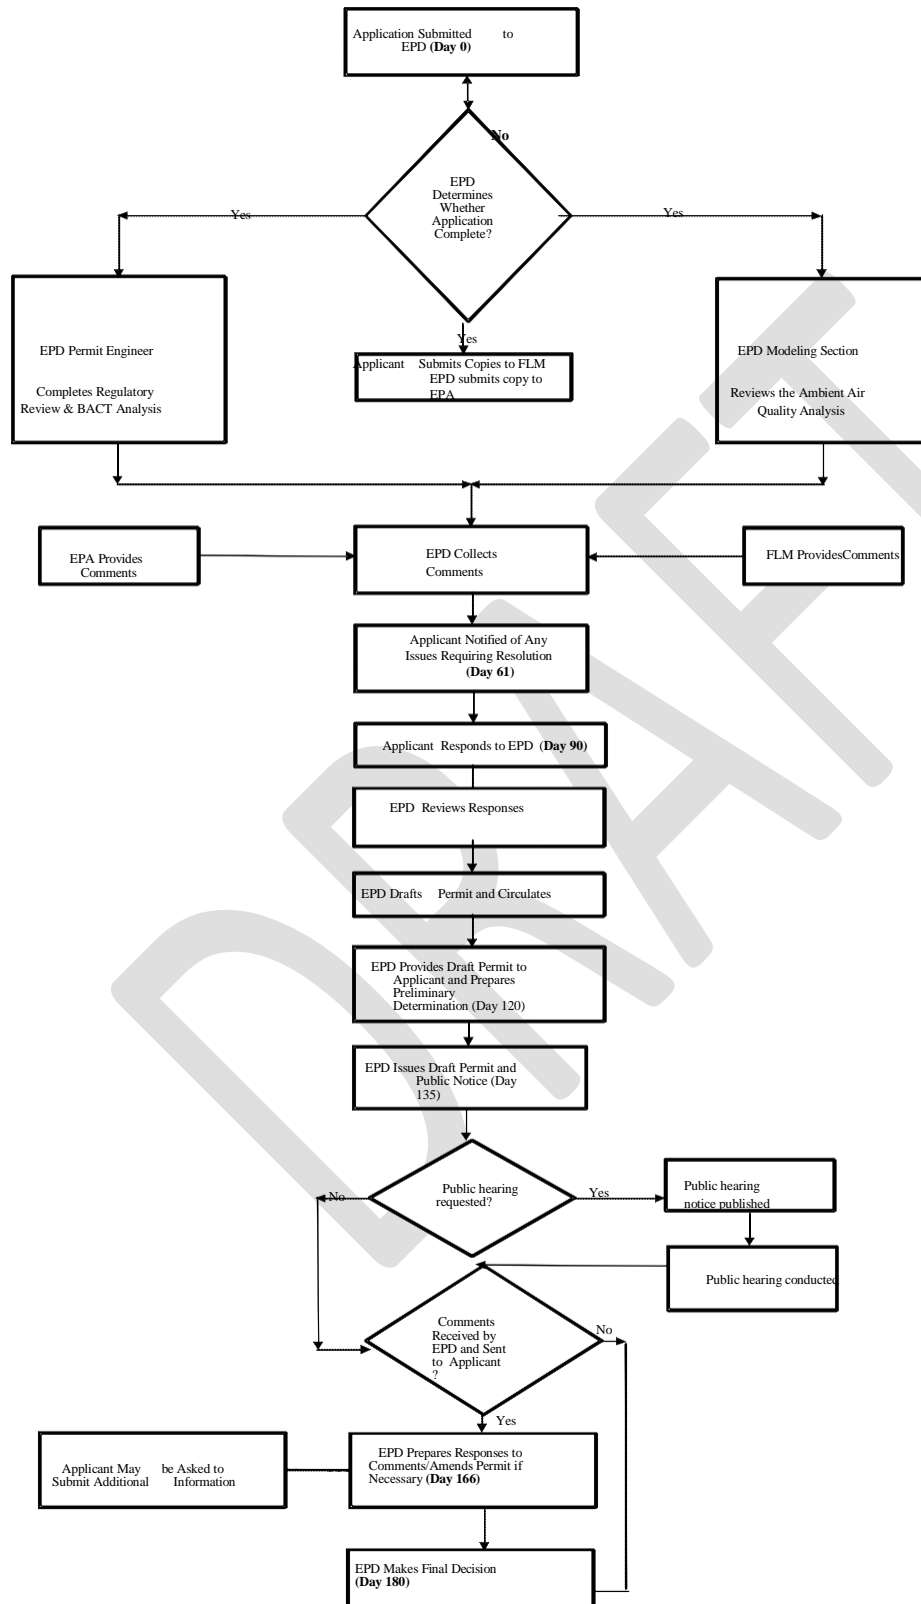 Application Submitted to
EPD (Day 0)
No
EPD
Determines
Whether
Application
Complete?
Yes
Yes
Yes
EPD Permit Engineer
Completes Regulatory
Review & BACT Analysis
Applicant Submits Copies to FLM
EPD submits copy to
EPA
EPD Modeling Section
Reviews the Ambient Air
Quality Analysis
EPA Provides
Comments
EPD Collects
Comments
FLM ProvidesComments
Applicant Notified of Any
Issues Requiring Resolution
(Day 61)
Applicant Responds to EPD (Day 90)
EPD Reviews Responses
EPD Drafts Permit and Circulates
EPD Provides Draft Permit to
Applicant and Prepares
Preliminary
Determination (Day 120)
EPD Issues Draft Permit and
Public Notice (Day
135)
No
Public hearing
requested?
Yes
Public hearing
notice published
Public hearing conducted
Comments
Received by
EPD and Sent
to Applicant
?
No
Yes
Applicant May be Asked to
Submit Additional Information
EPD Prepares Responses to
Comments/Amends Permit if
Necessary (Day 166)
EPD Makes Final Decision
(Day 180)
DRAFT